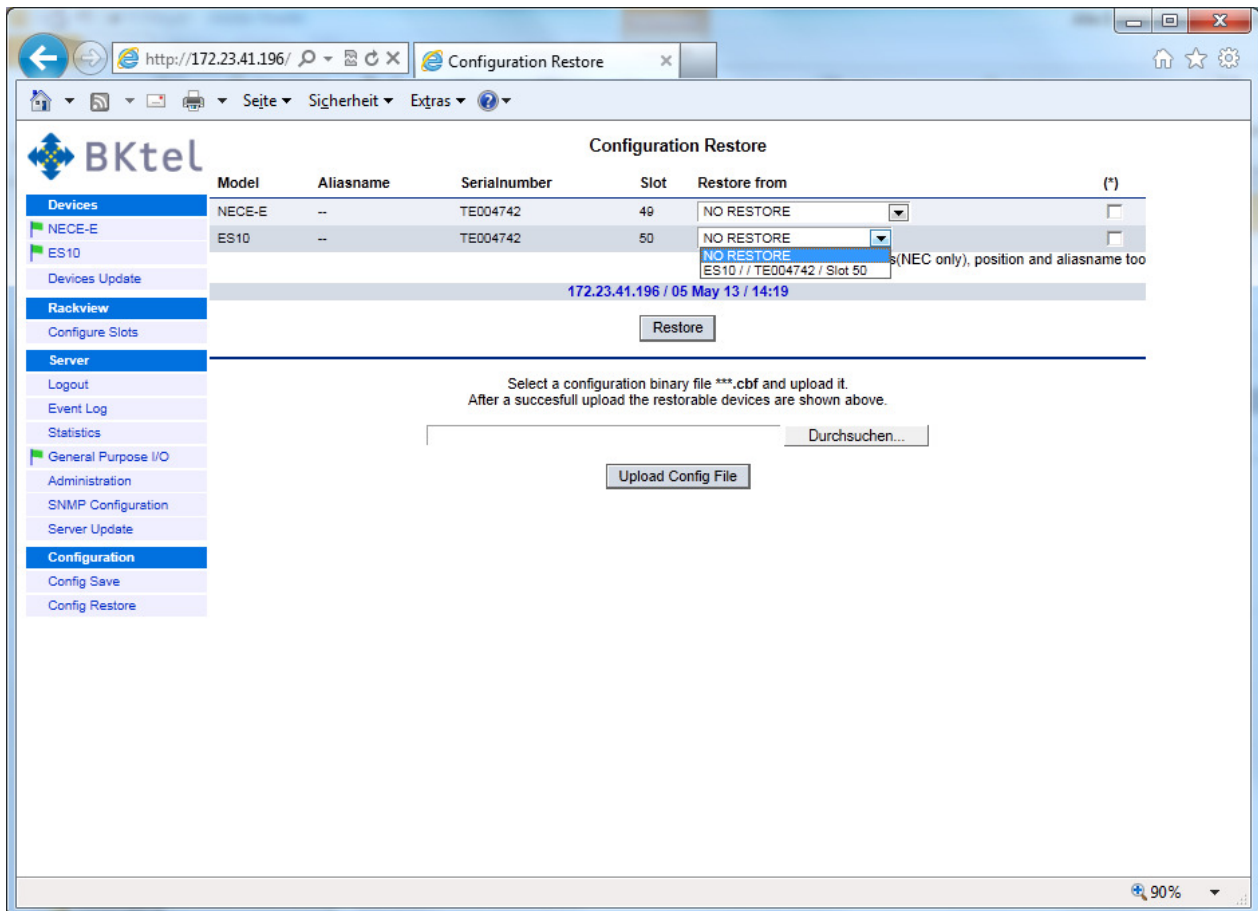 http://172.23.41.196/
Configuration Restore
Seite Sicherheit Extras
BKtel
Configuration Restore
Model Aliasname Serialnumber Slot Restore from (*)
NECE-E -- TE004742 49 NO RESTORE
ES10 -- TE004742 50 NO RESTORE
NO RESTORE
ES10 / / TE004742 / Slot 50
s(NEC only), position and aliasname too
172.23.41.196 / 05 May 13 / 14:19
Restore
Select a configuration binary file ***.cbf and upload it.
After a succesfull upload the restorable devices are shown above.
Durchsuchen...
Upload Config File
Devices
NECE-E
ES10
Devices Update
Rackview
Configure Slots
Server
Logout
Event Log
Statistics
General Purpose I/O
Administration
SNMP Configuration
Server Update
Configuration
Config Save
Config Restore
90%